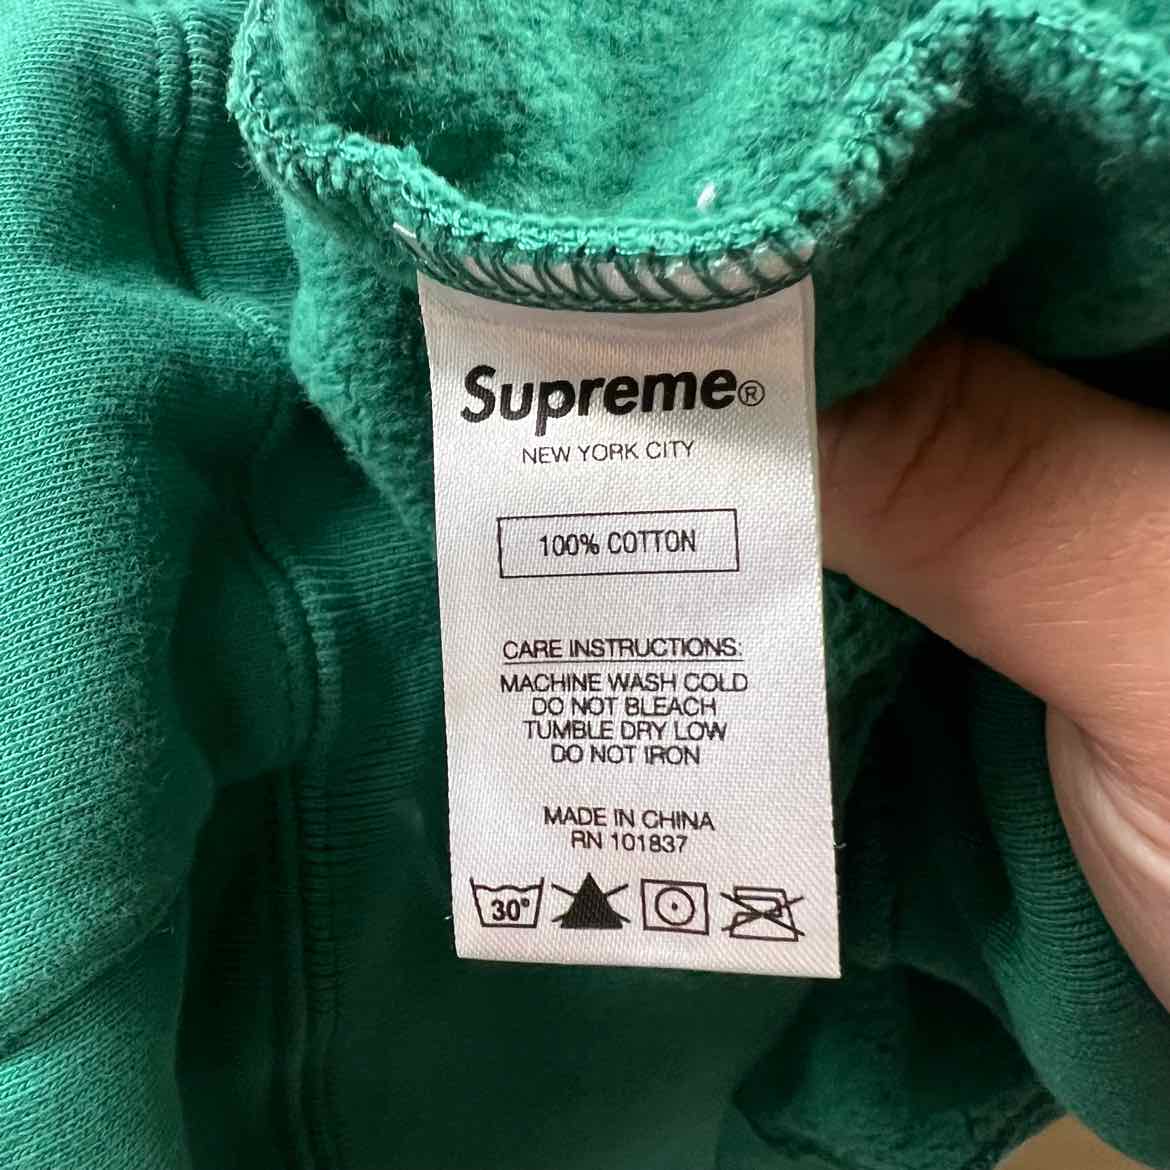 Supreme®
NEW YORK CITY
100% COTTON
CARE INSTRUCTIONS:
MACHINE WASH COLD
DO NOT BLEACH
TUMBLE DRY LOW
DO NOT IRON
MADE IN CHINA
RN 101837
30°